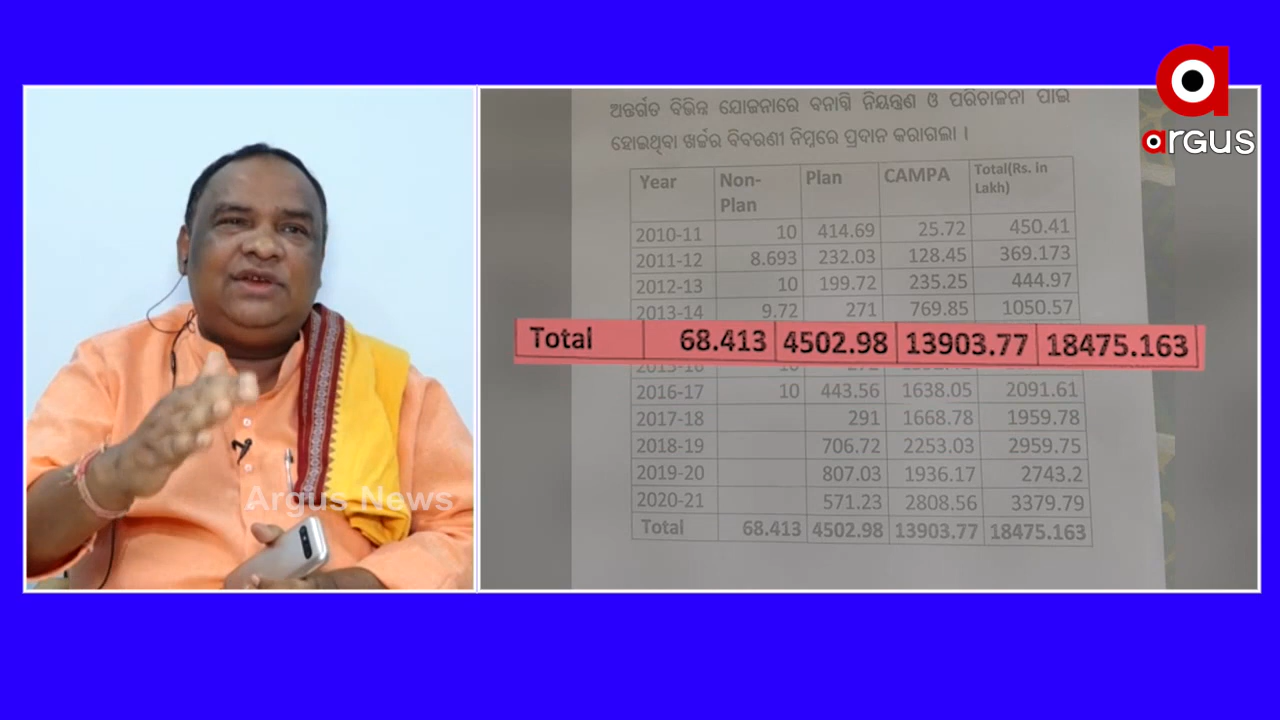 argus
ଅନ୍ତର୍ଗତ ବିଭିନ୍ନ ଯୋଜନାରେ ବନାଗ୍ନି ନିୟନ୍ତ୍ରଣ ଓ ପରିଚାଳନା ପାଇଁ
ହୋଇଥିବା ଖର୍ଚ୍ଚର ବିବରଣୀ ନିମ୍ନରେ ପ୍ରଦାନ କରାଗଲା ।
Year Non-Plan Plan CAMPA Total(Rs. in Lakh)
2010-11 10 414.69 25.72 450.41
2011-12 8.693 232.03 128.45 369.173
2012-13 10 199.72 235.25 444.97
2013-14 9.72 271 769.85 1050.57
Total 68.413 4502.98 13903.77 18475.163
2015-16 10 272
2016-17 10 443.56 1638.05 2091.61
2017-18 291 1668.78 1959.78
2018-19 706.72 2253.03 2959.75
2019-20 807.03 1936.17 2743.2
2020-21 571.23 2808.56 3379.79
Total 68.413 4502.98 13903.77 18475.163
Argus News